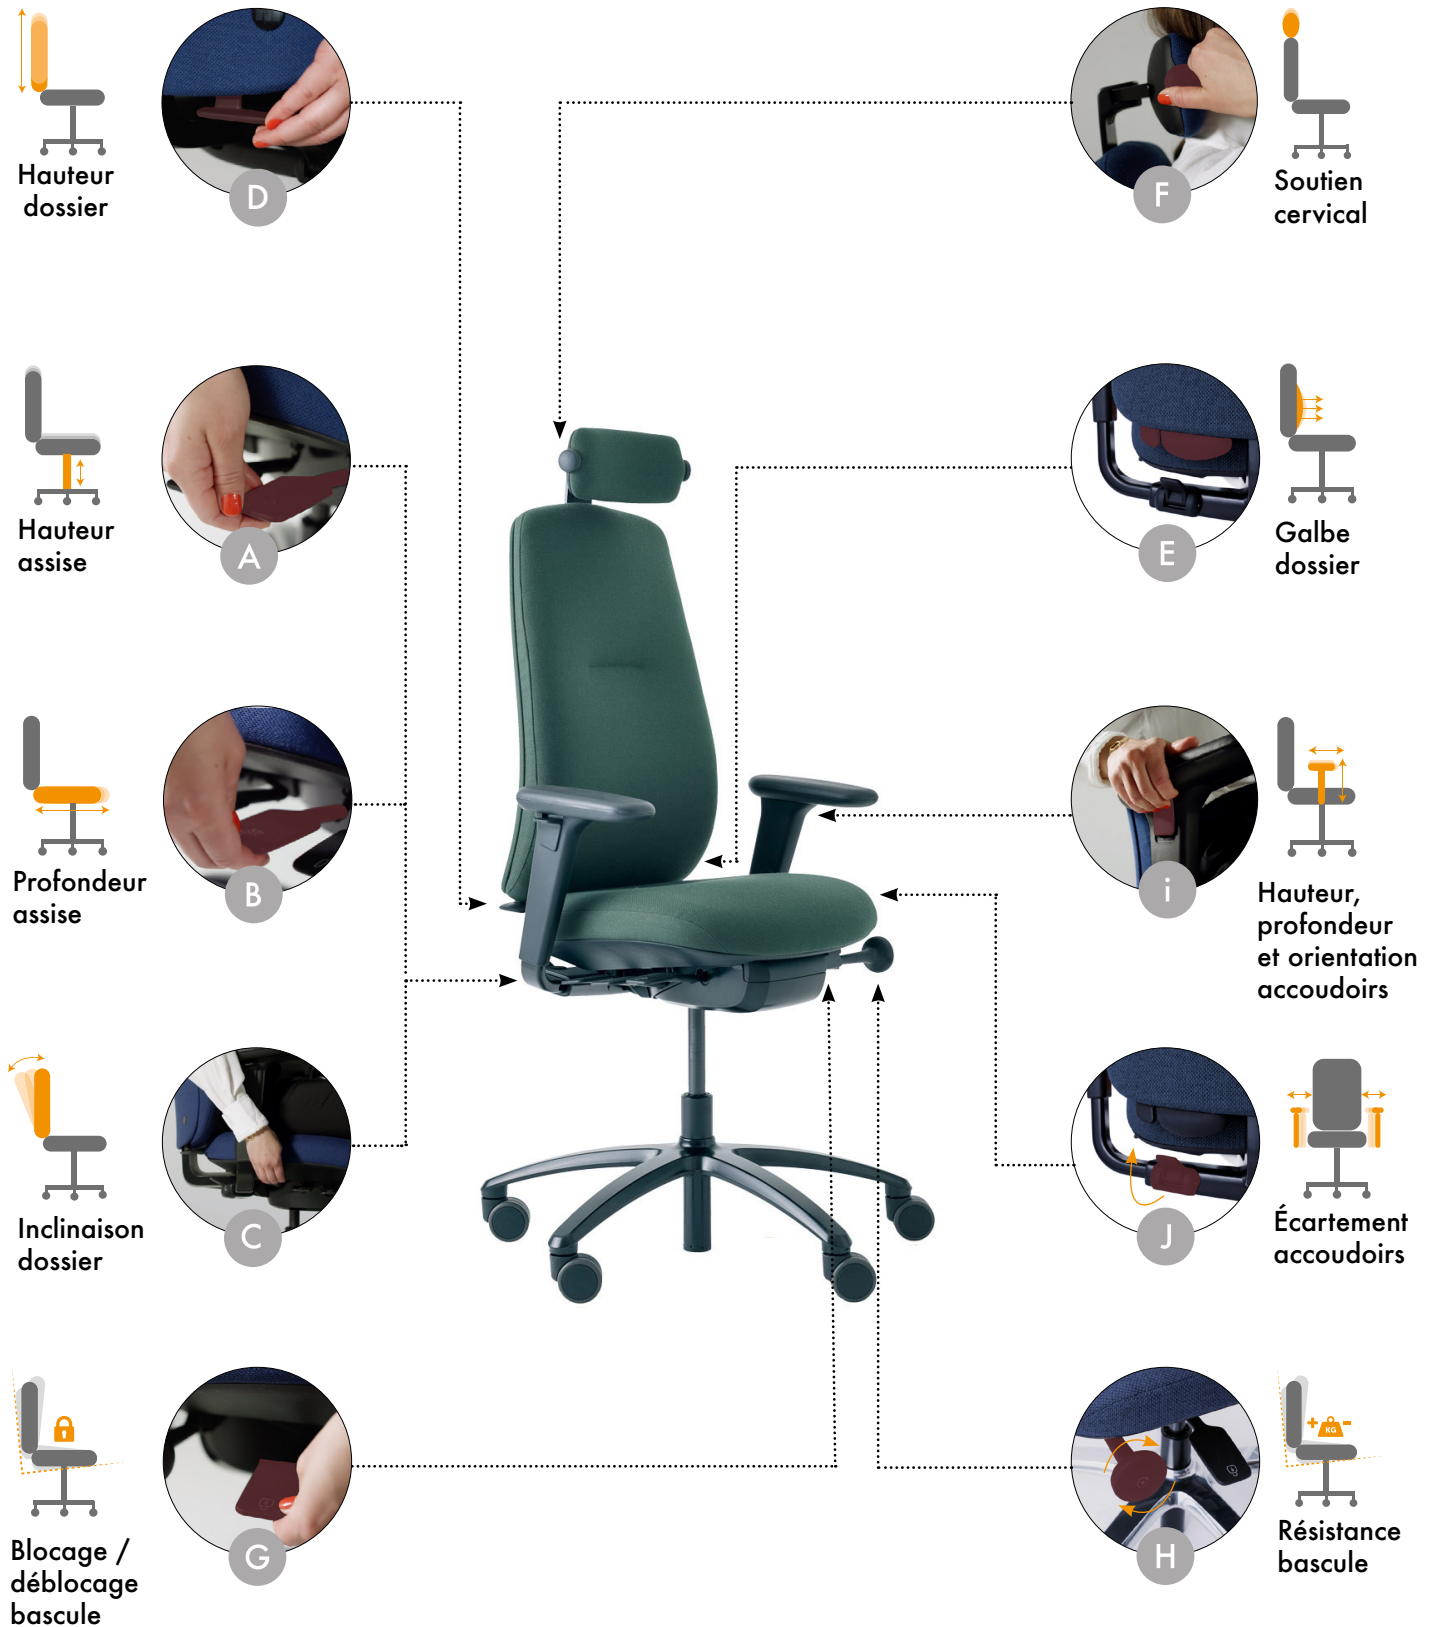 D
Hauteur
dossier
F
Soutien
cervical
A
Hauteur
assise
E
Galbe
dossier
B
Profondeur
assise
i
Hauteur,
profondeur
et orientation
accoudoirs
C
Inclinaison
dossier
J
Écartement
accoudoirs
G
Blocage /
déblocage
bascule
+ KG -
H
Résistance
bascule